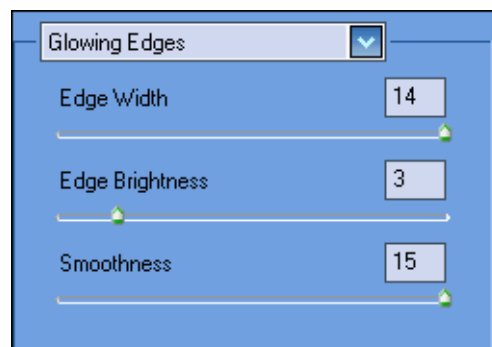 Glowing Edges
Edge Width 14
Edge Brightness 3
Smoothness 15